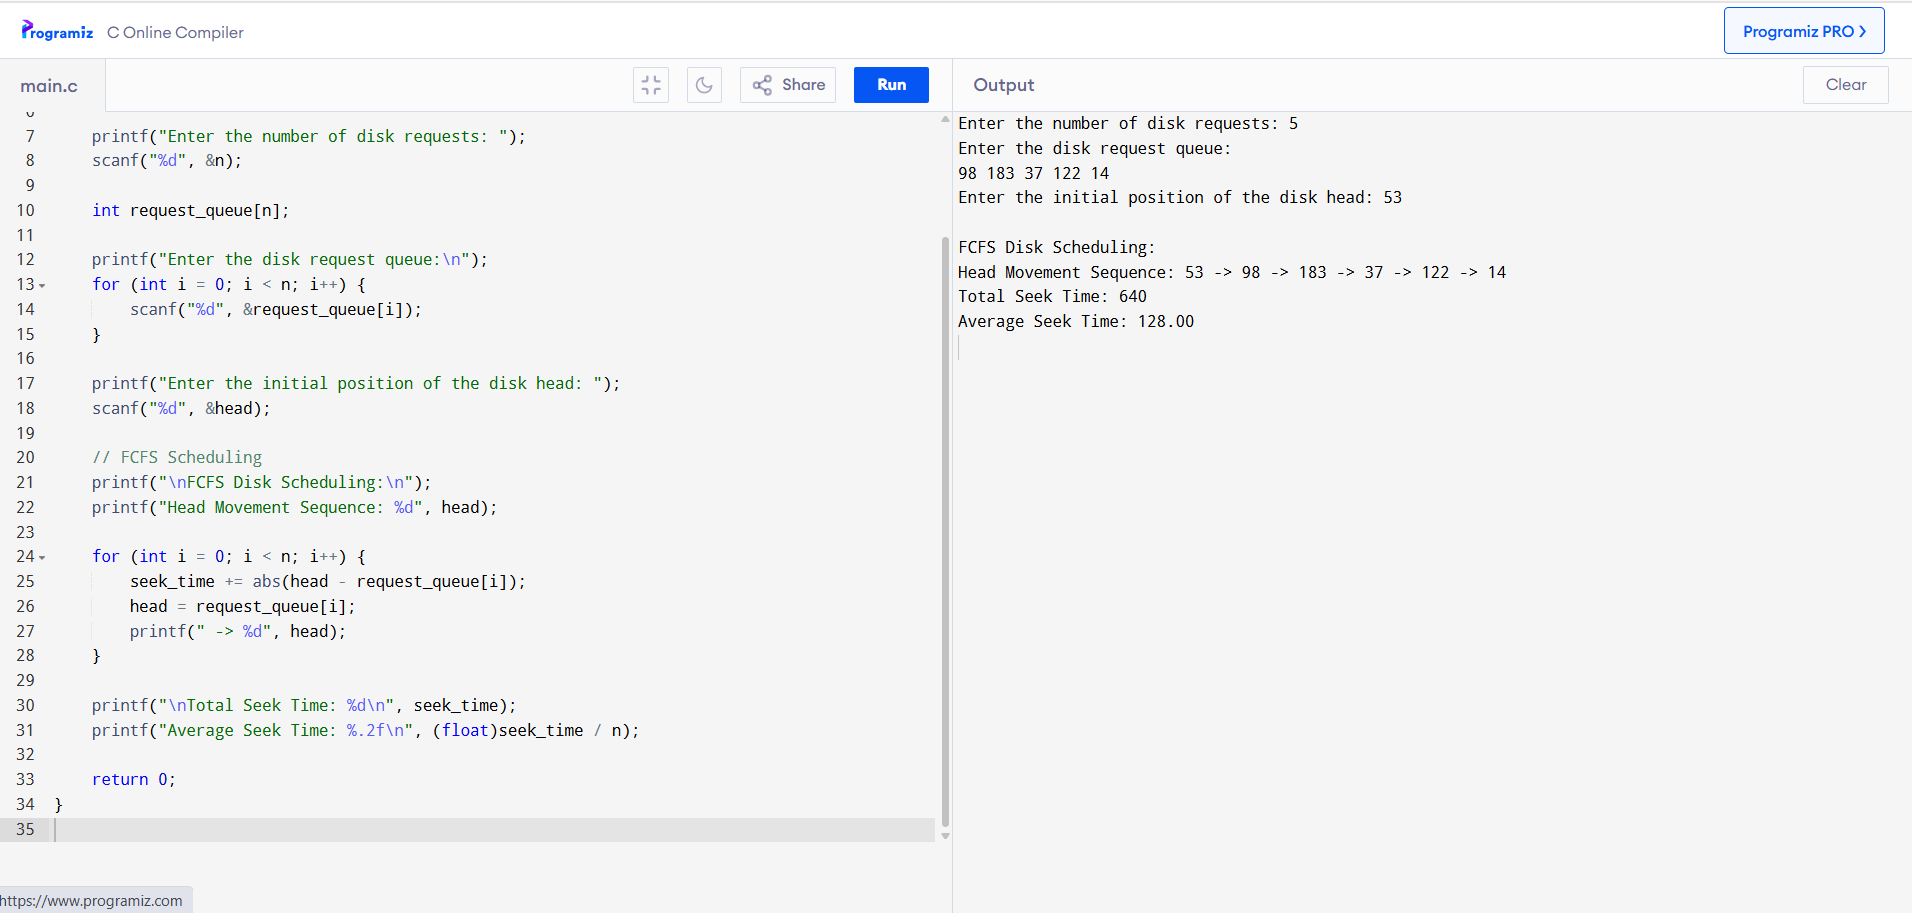 Programiz C Online Compiler
Programiz PRO
main.c
Share
Run
Output
Clear
7 printf("Enter the number of disk requests: ");
8 scanf("%d", &n);
9
10 int request_queue[n];
11
12 printf("Enter the disk request queue:\n");
13 for (int i = 0; i < n; i++) {
14 scanf("%d", &request_queue[i]);
15 }
16
17 printf("Enter the initial position of the disk head: ");
18 scanf("%d", &head);
19
20 // FCFS Scheduling
21 printf("\nFCFS Disk Scheduling:\n");
22 printf("Head Movement Sequence: %d", head);
23
24 for (int i = 0; i < n; i++) {
25 seek_time += abs(head - request_queue[i]);
26 head = request_queue[i];
27 printf(" -> %d", head);
28 }
29
30 printf("\nTotal Seek Time: %d\n", seek_time);
31 printf("Average Seek Time: %.2f\n", (float)seek_time / n);
32
33 return 0;
34 }
35
Enter the number of disk requests: 5
Enter the disk request queue:
98 183 37 122 14
Enter the initial position of the disk head: 53
FCFS Disk Scheduling:
Head Movement Sequence: 53 -> 98 -> 183 -> 37 -> 122 -> 14
Total Seek Time: 640
Average Seek Time: 128.00
https://www.programiz.com